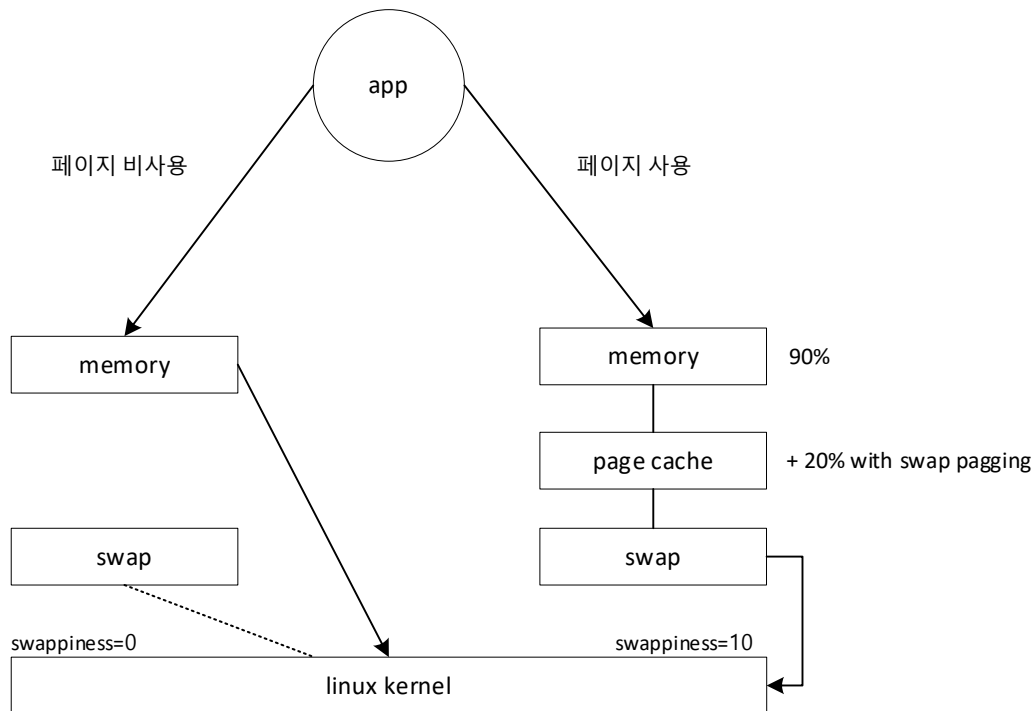 app
페이지 비사용
페이지 사용
memory
memory
90%
page cache
+ 20% with swap pagging
swap
swap
swappiness=0
swappiness=10
linux kernel